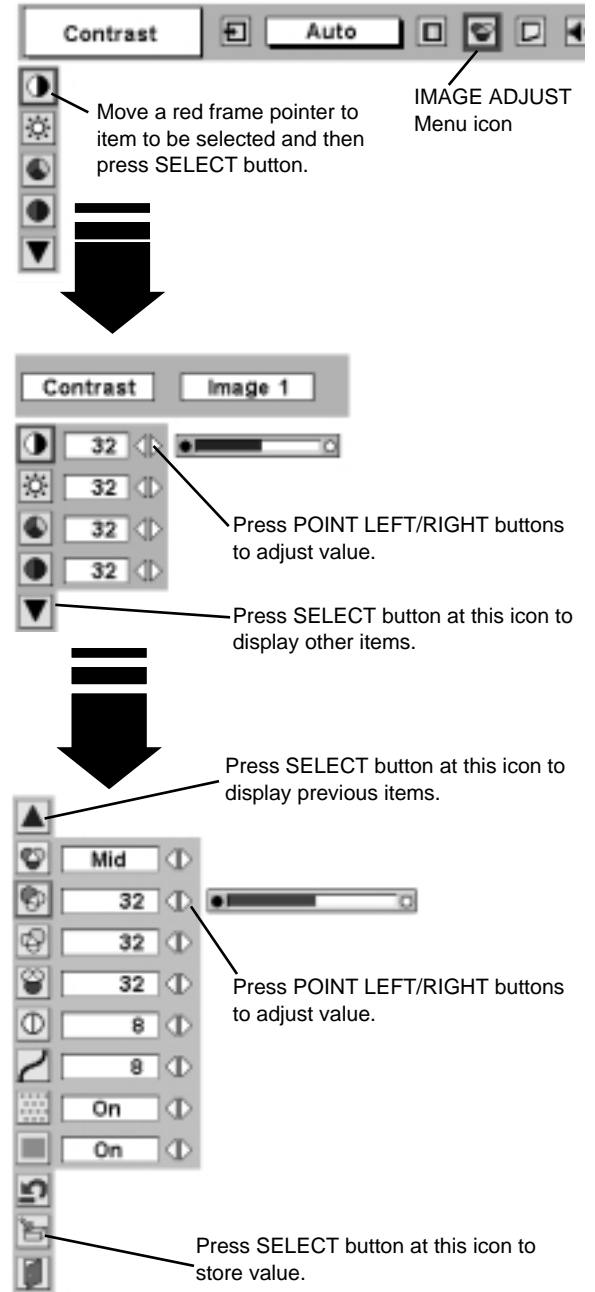 Contrast Auto
Move a red frame pointer to
item to be selected and then
press SELECT button.
IMAGE ADJUST
Menu icon
Contrast Image 1
32
32
32
32
Press POINT LEFT/RIGHT buttons
to adjust value.
Press SELECT button at this icon to
display other items.
Press SELECT button at this icon to
display previous items.
Mid
32
32
32
8
8
On
On
Press POINT LEFT/RIGHT buttons
to adjust value.
Press SELECT button at this icon to
store value.